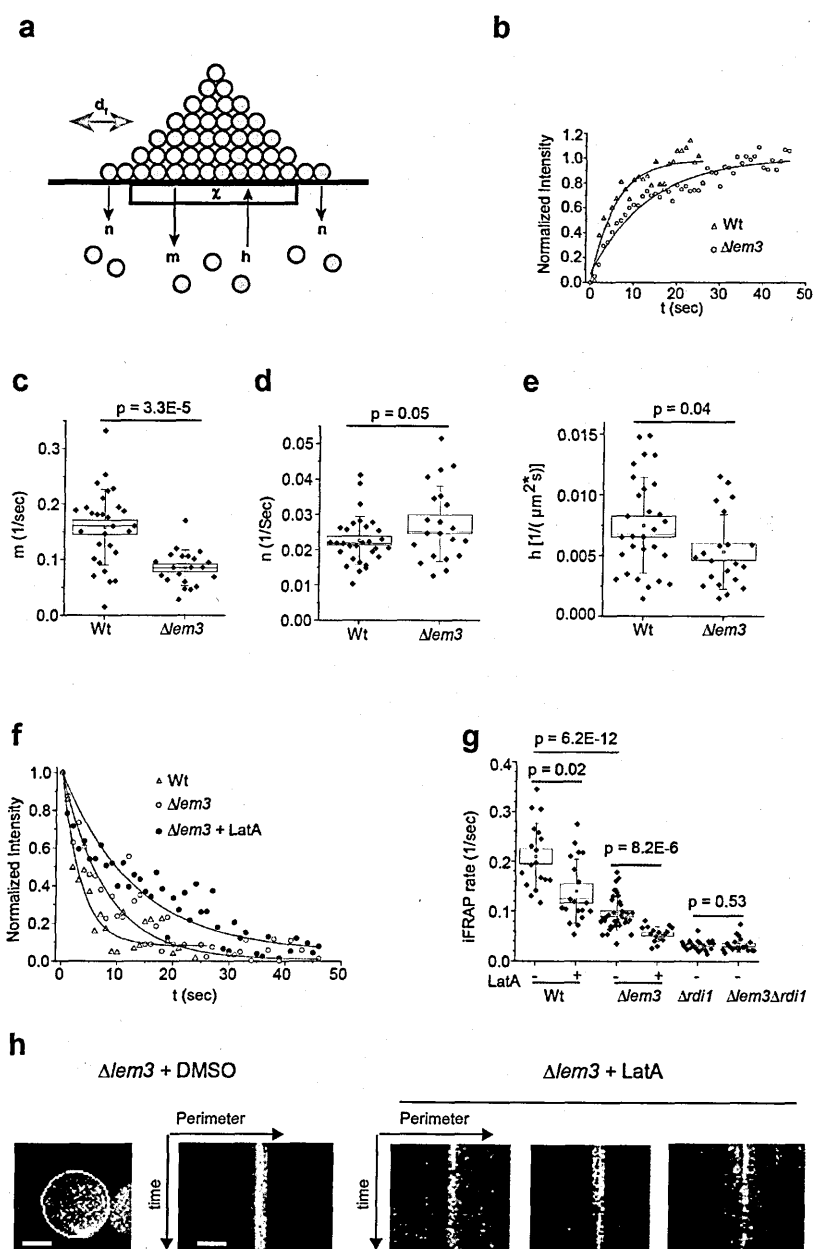 a
d_f
χ
n
n
m
h
b
Normalized Intensity
1.2
1.0
0.8
0.6
0.4
0.2
0.0
Wt
Δlem3
0 10 20 30 40 50
t (sec)
c
p = 3.3E-5
m (1/sec)
0.3
0.2
0.1
0.0
Wt Δlem3
d
p = 0.05
n (1/Sec)
0.05
0.04
0.03
0.02
0.01
0.00
Wt Δlem3
e
p = 0.04
h [1/( μm²*s)]
0.015
0.010
0.005
0.000
Wt Δlem3
f
Normalized Intensity
1.0
0.8
0.6
0.4
0.2
0.0
Wt
Δlem3
Δlem3 + LatA
0 10 20 30 40 50
t (sec)
g
p = 6.2E-12
p = 0.02
p = 8.2E-6
p = 0.53
iFRAP rate (1/sec)
0.4
0.3
0.2
0.1
0.0
LatA - + - + - -
Wt Δlem3 Δrdi1 Δlem3Δrdi1
h
Δlem3 + DMSO
Δlem3 + LatA
Perimeter
time
Perimeter
time